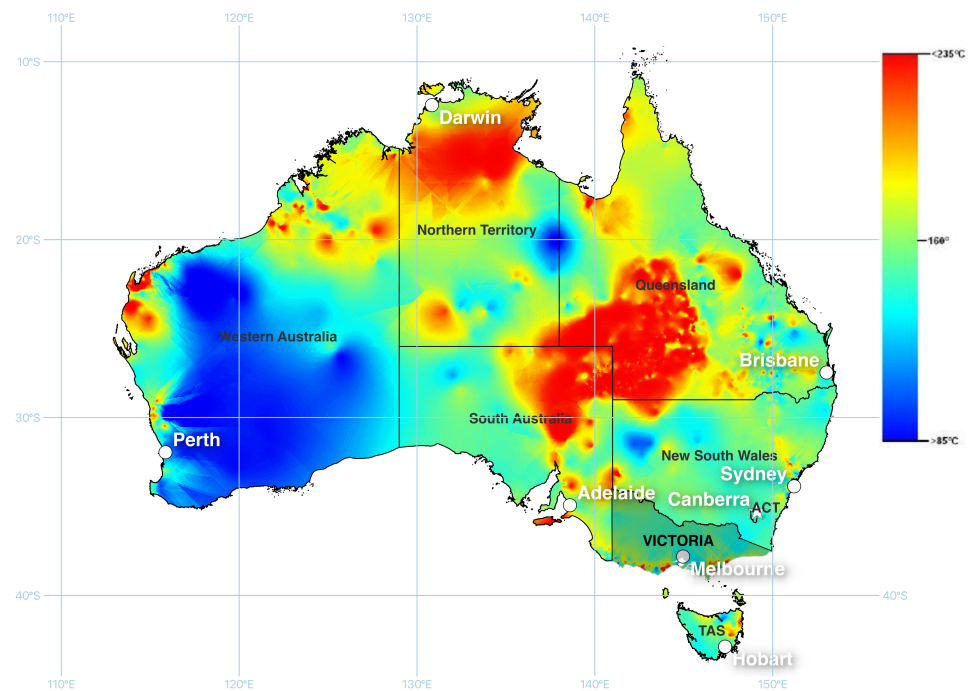 110°E 120°E 130°E 140°E 150°E
<235°C
10°S
Darwin
Northern Territory
160°
20°S
Queensland
Western Australia
Brisbane
30°S
South Australia
>85°C
Perth
New South Wales
Sydney
Adelaide
Canberra
ACT
VICTORIA
Melbourne
40°S 40°S
TAS
Hobart
110°E 120°E 130°E 140°E 150°E